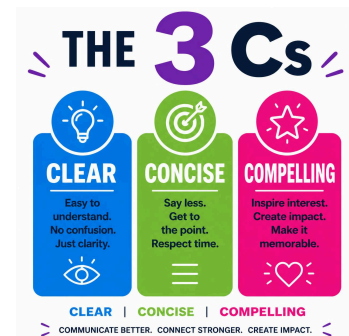 THE 3 Cs
CLEAR
Easy to
understand.
No confusion.
Just clarity.
CONCISE
Say less.
Get to
the point.
Respect time.
COMPELLING
Inspire interest.
Create impact.
Make it
memorable.
CLEAR | CONCISE | COMPELLING
COMMUNICATE BETTER. CONNECT STRONGER. CREATE IMPACT.